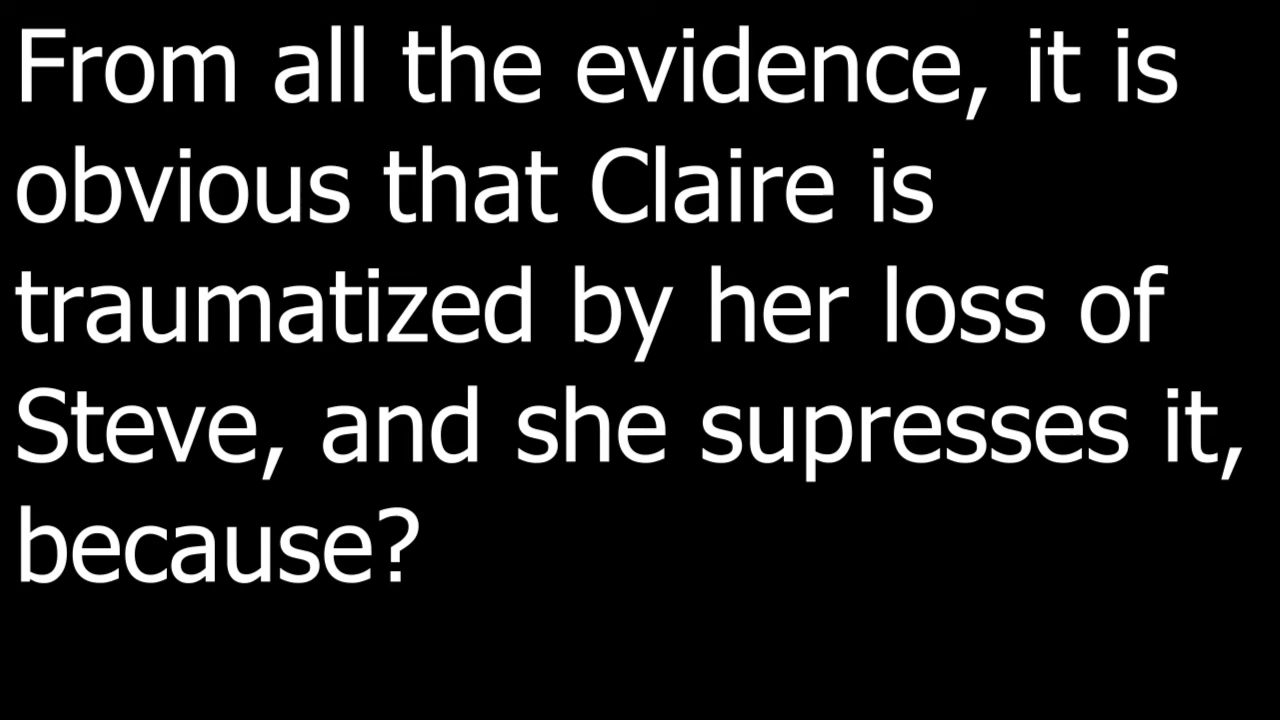 From all the evidence, it is
obvious that Claire is
traumatized by her loss of
Steve, and she supresses it,
because?